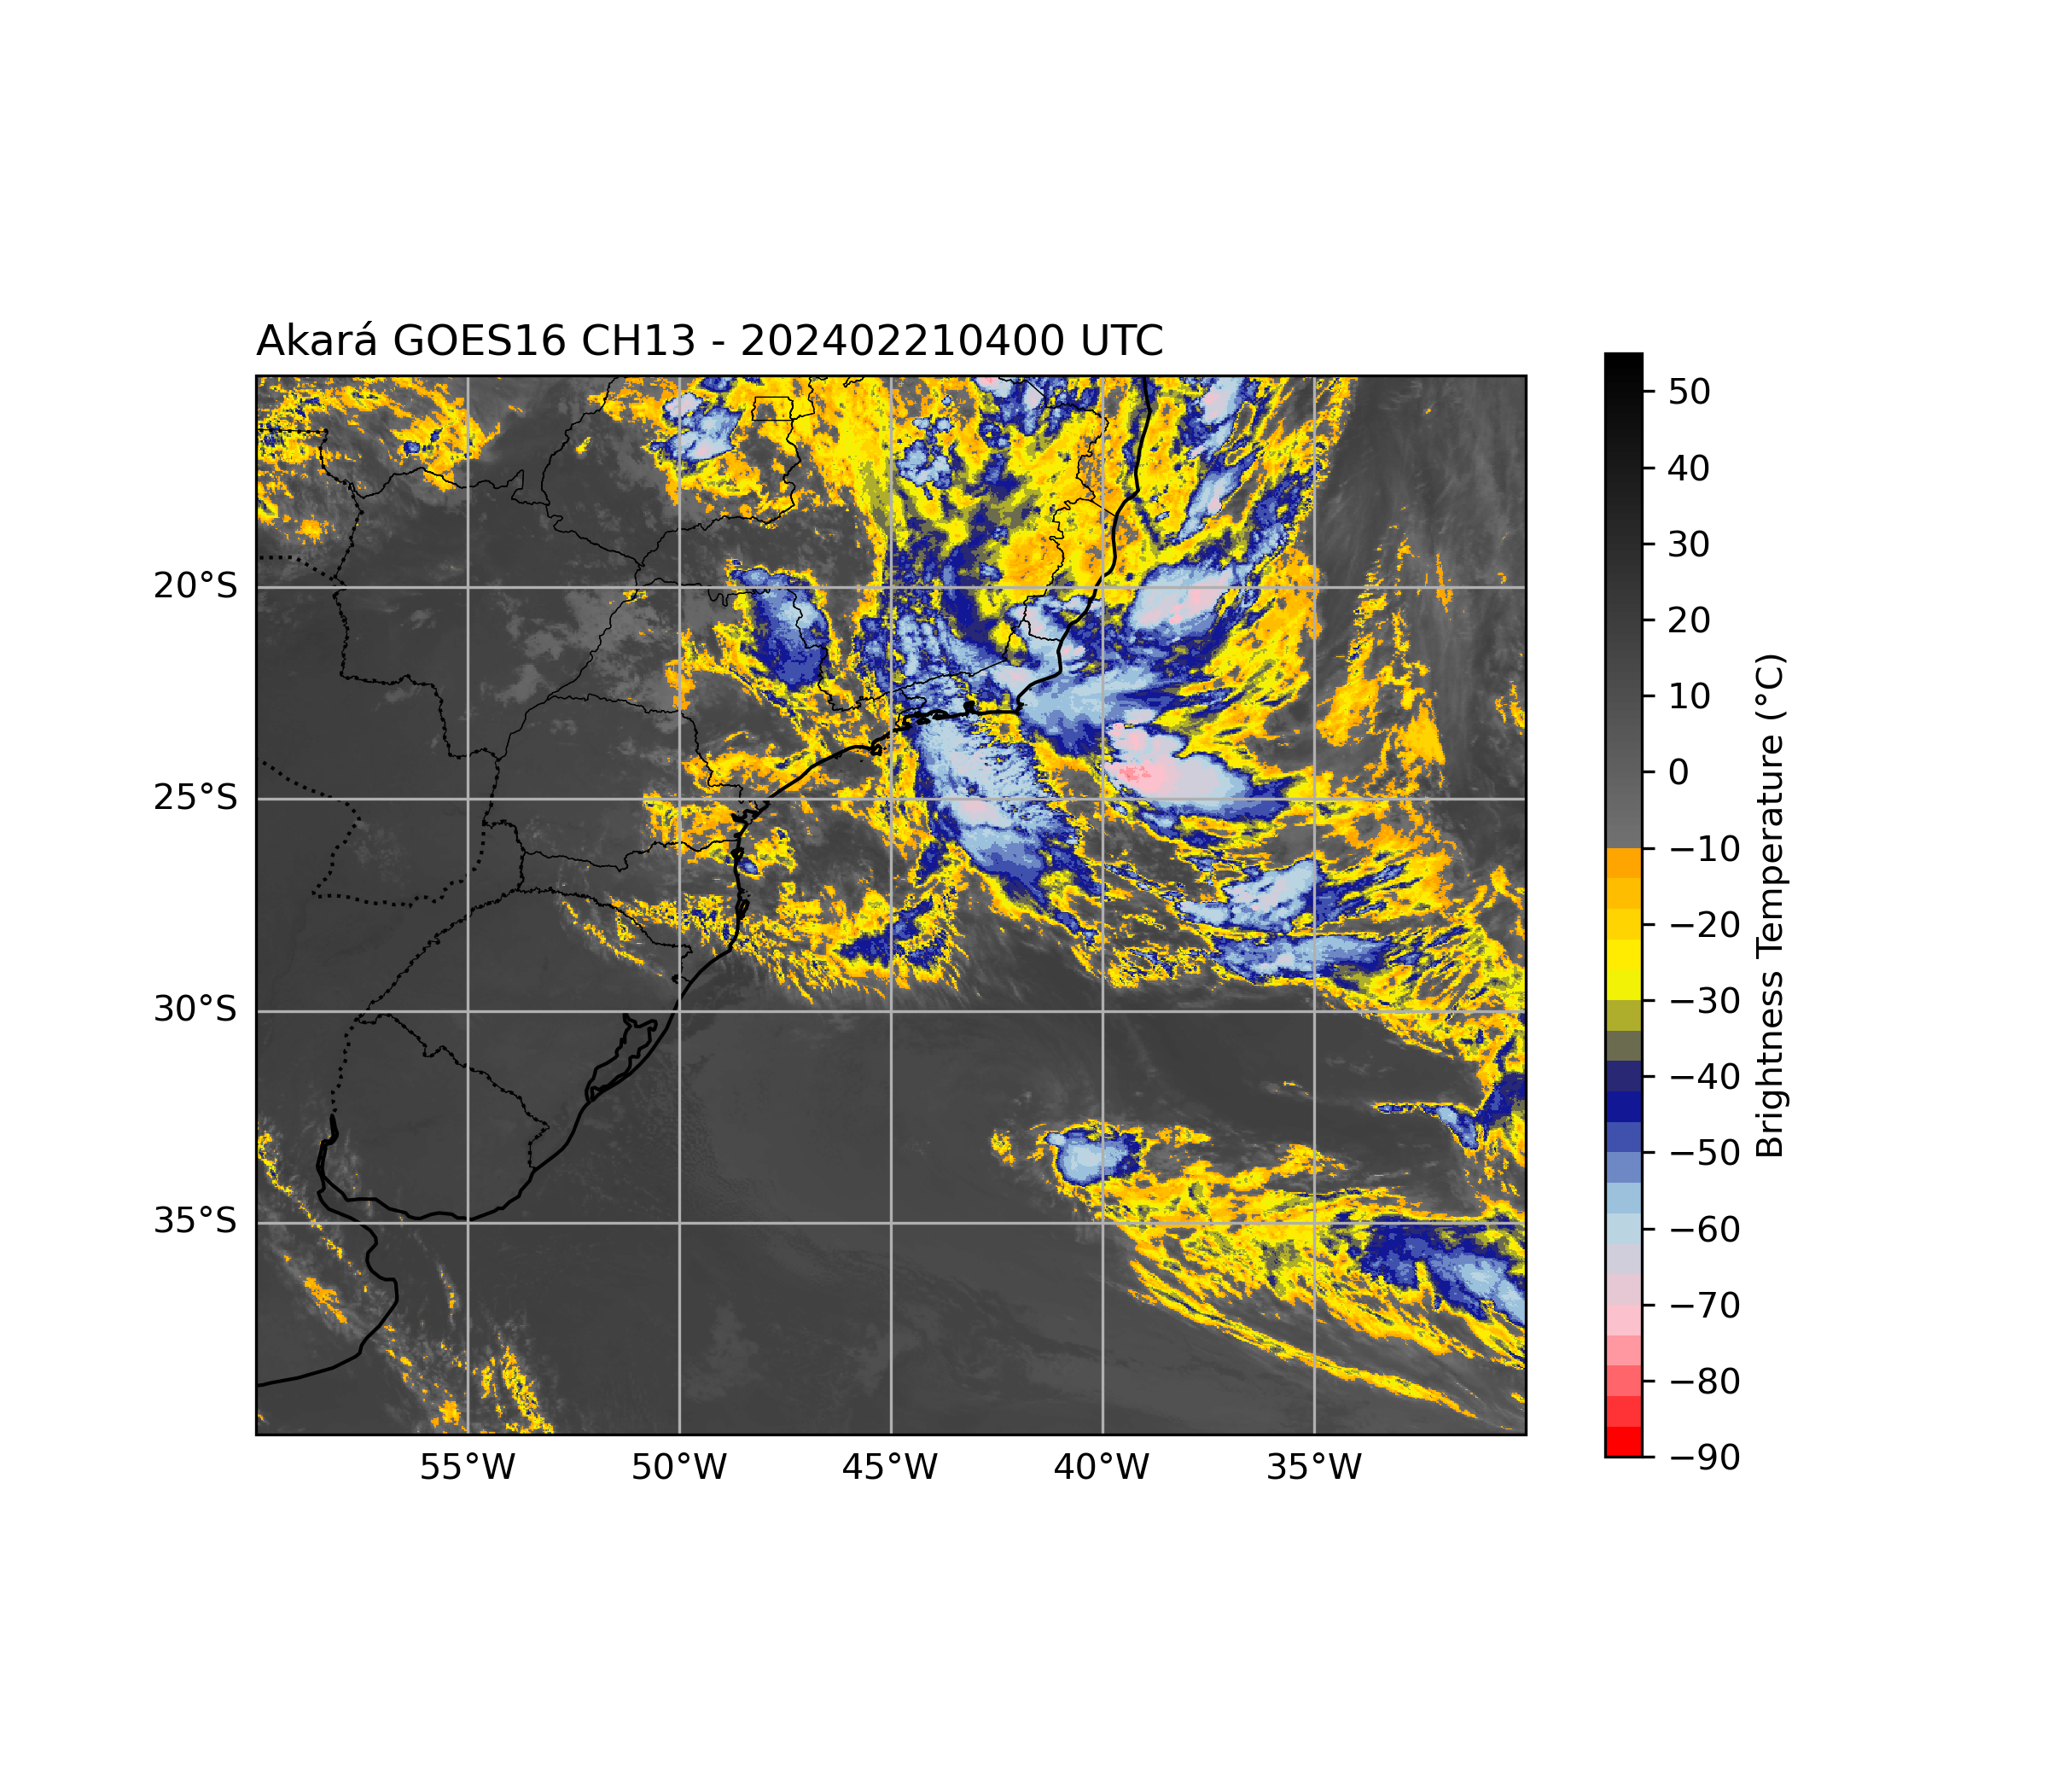 Akará GOES16 CH13 - 202402210400 UTC
20°S
25°S
30°S
35°S
55°W
50°W
45°W
40°W
35°W
50
40
30
20
10
0
−10
−20
−30
−40
−50
−60
−70
−80
−90
Brightness Temperature (°C)